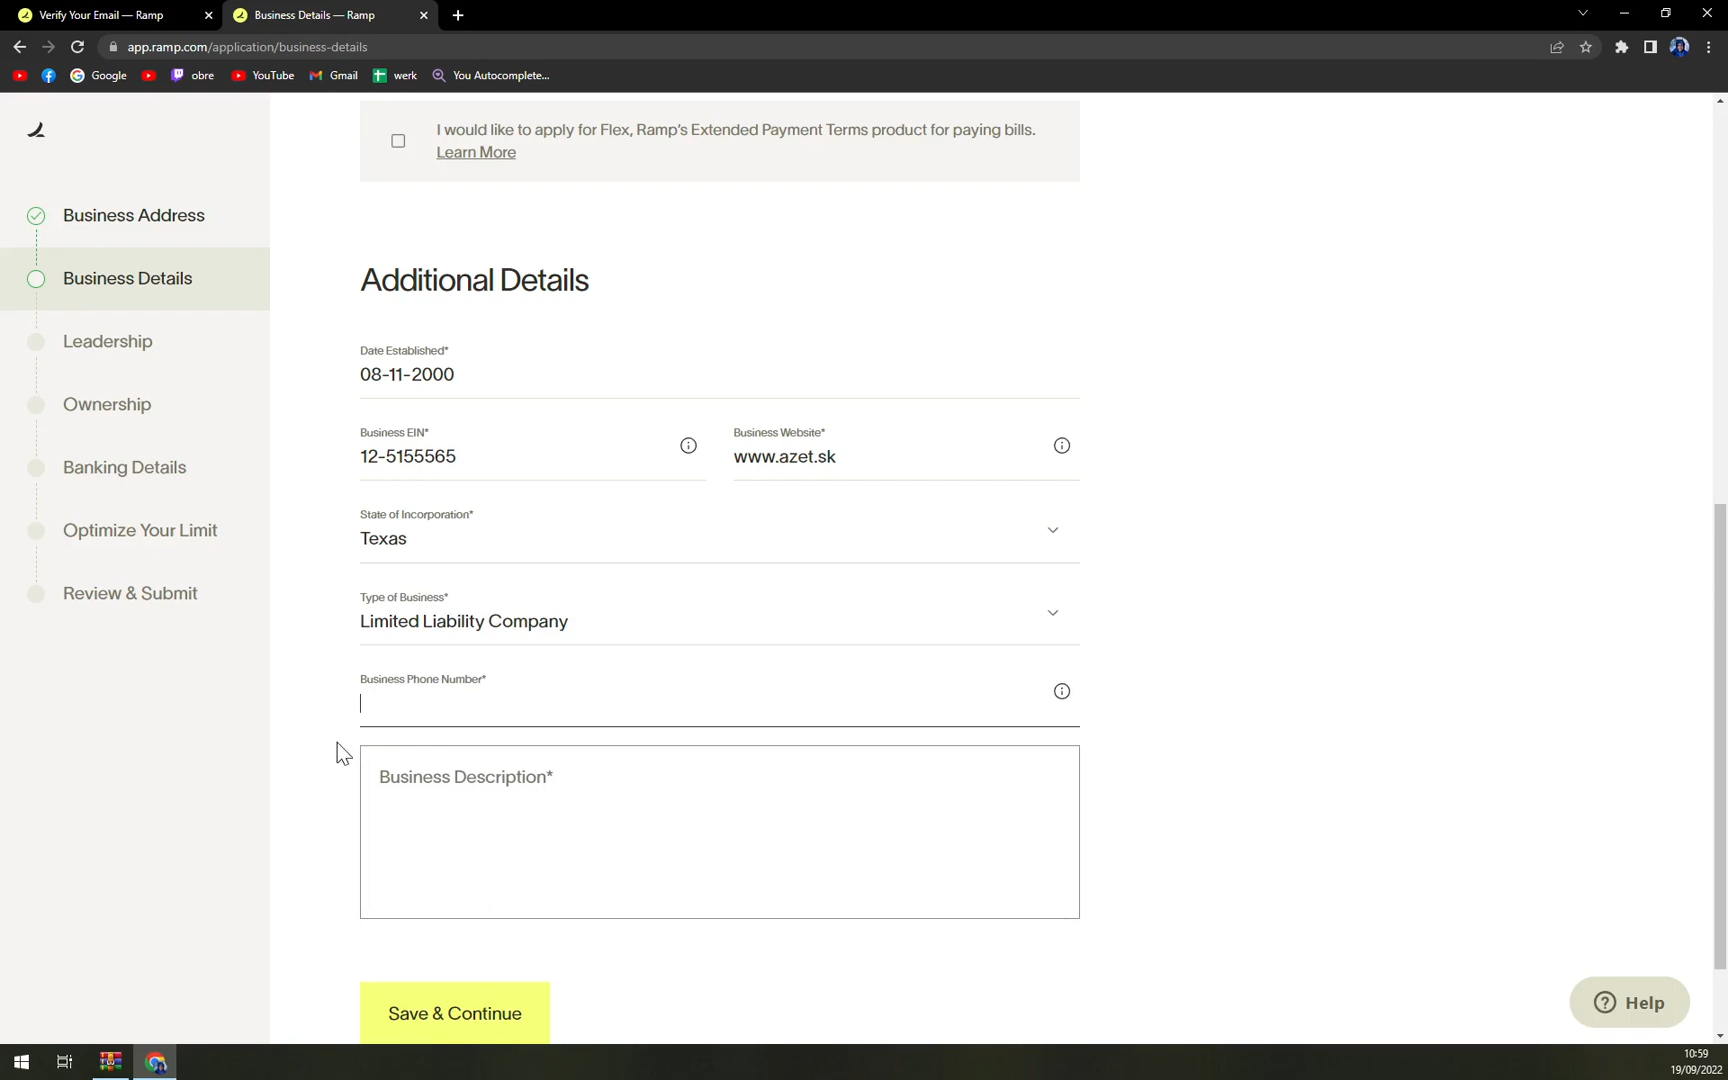 Verify Your Email — Ramp
Business Details — Ramp
app.ramp.com/application/business-details
Google
obre
YouTube
Gmail
werk
You Autocomplete...
I would like to apply for Flex, Ramp's Extended Payment Terms product for paying bills.
Learn More
Business Address
Business Details
Leadership
Ownership
Banking Details
Optimize Your Limit
Review & Submit
Additional Details
Date Established*
08-11-2000
Business EIN*
12-5155565
Business Website*
www.azet.sk
State of Incorporation*
Texas
Type of Business*
Limited Liability Company
Business Phone Number*
Business Description*
Save & Continue
Help
10:59
19/09/2022